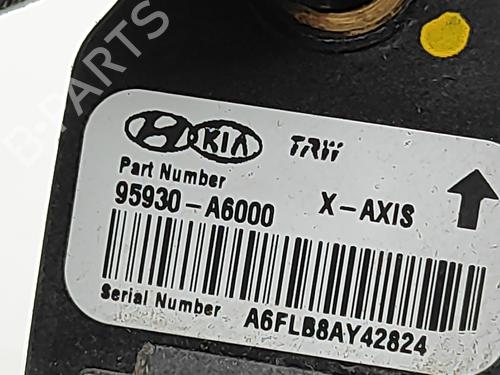 B-PARTS
KIA TRW
Part Number
95930-A6000 X-AXIS
Serial Number A6FLB8AY42824